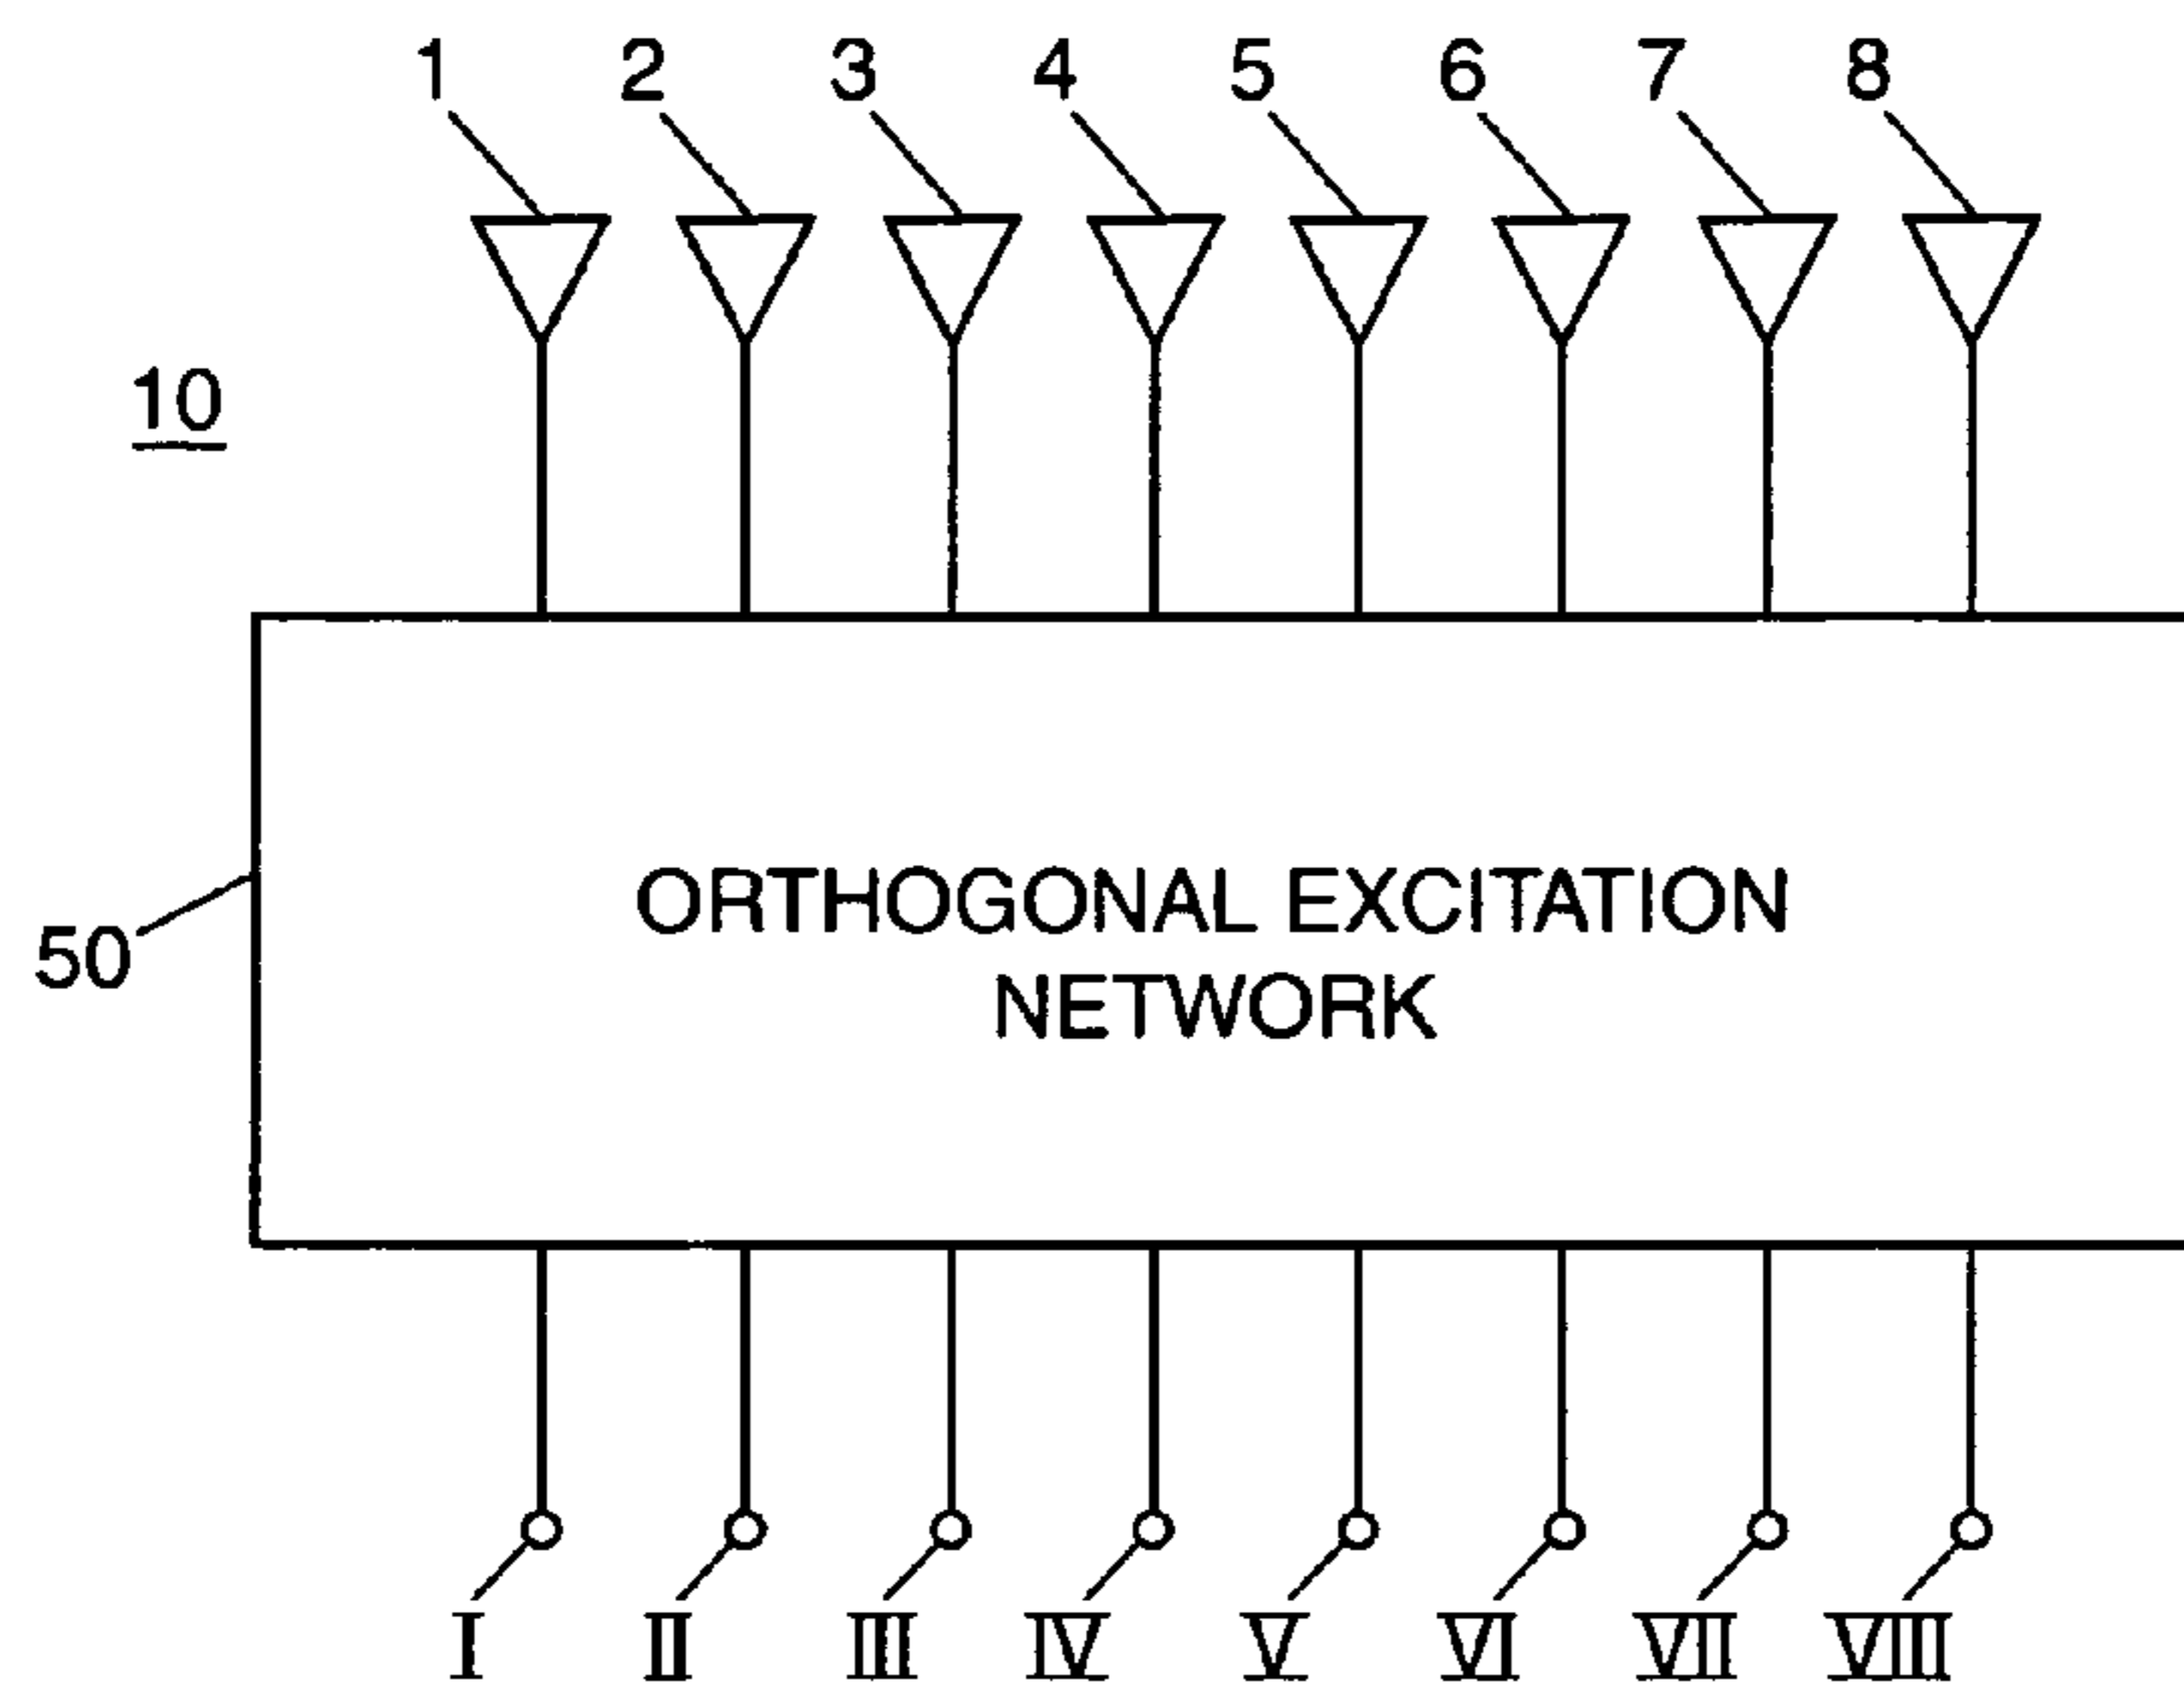 1 2 3 4 5 6 7 8
10
ORTHOGONAL EXCITATION
50
NETWORK
I II III IV V VI VII VIII